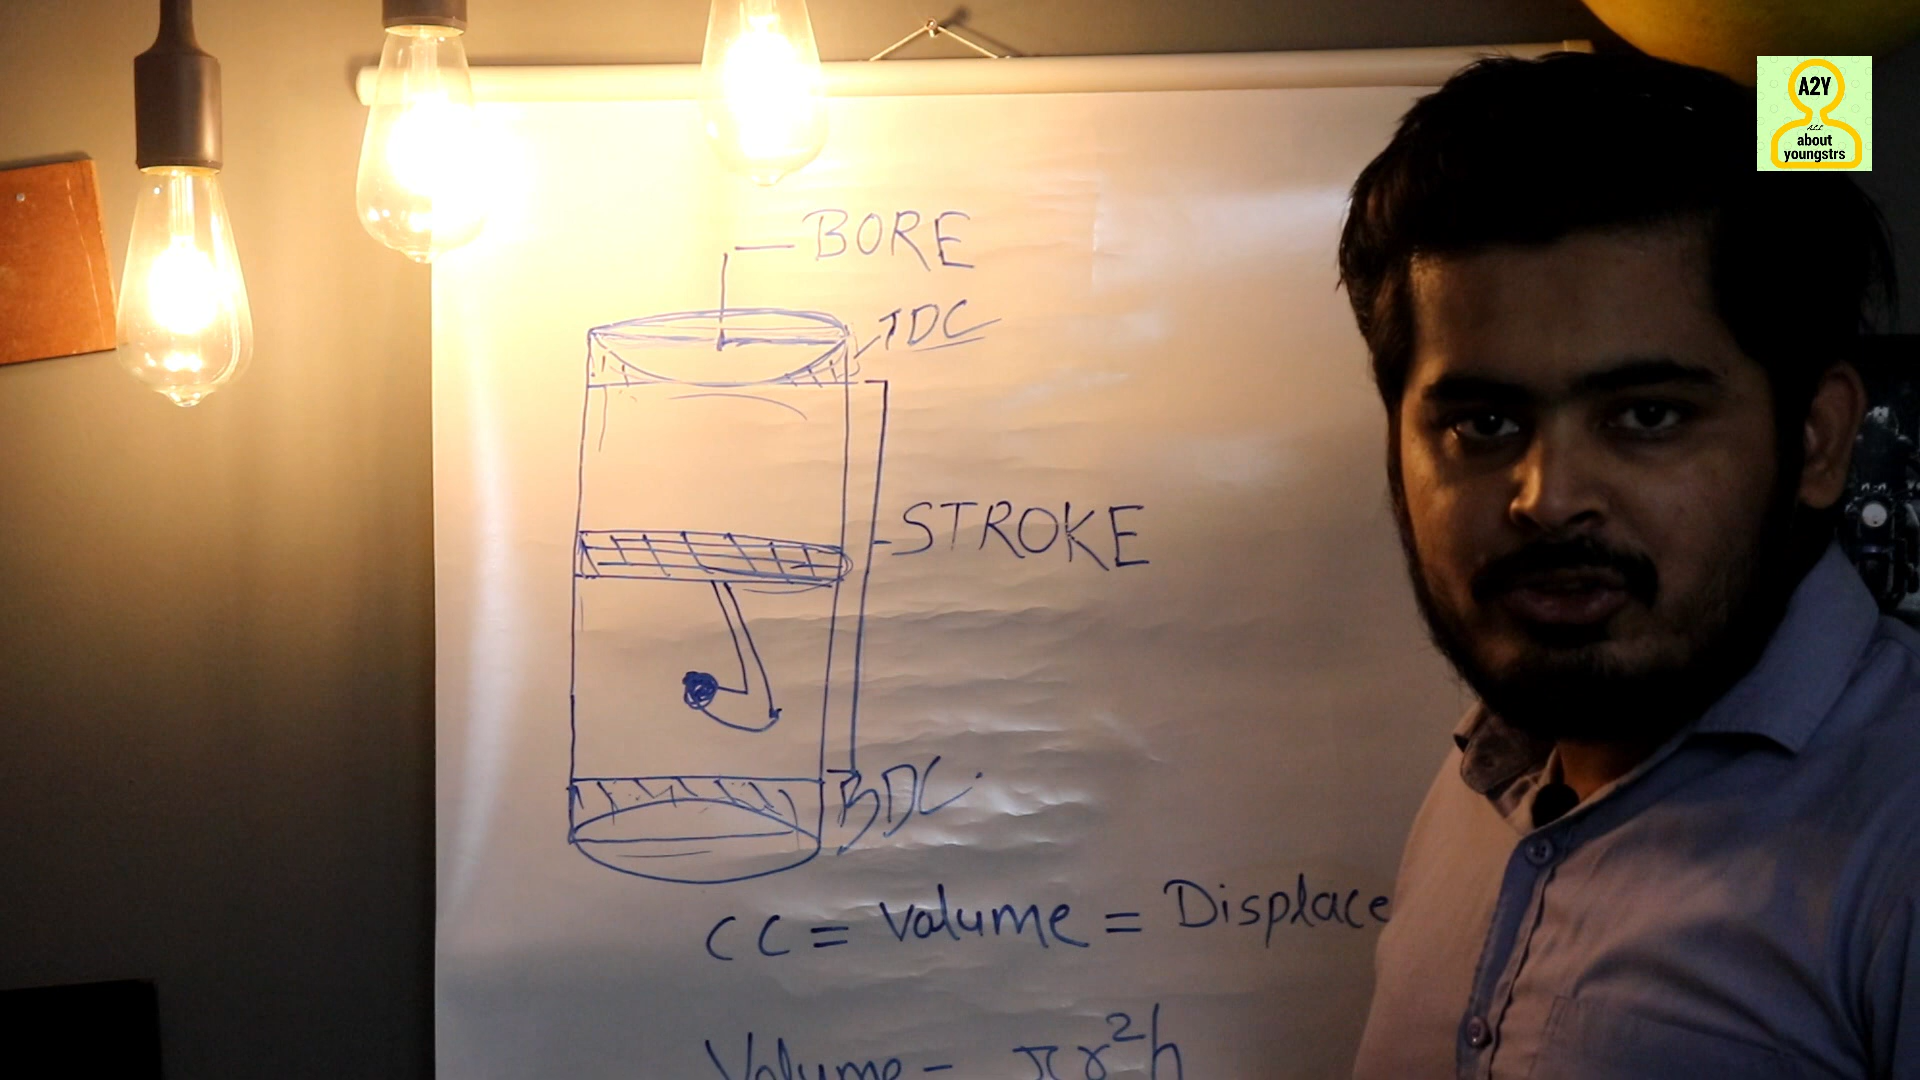 A2Y
All
about
youngstrs
BORE
TDC
STROKE
BDC
CC = Volume = Displace
Volume - πr²h